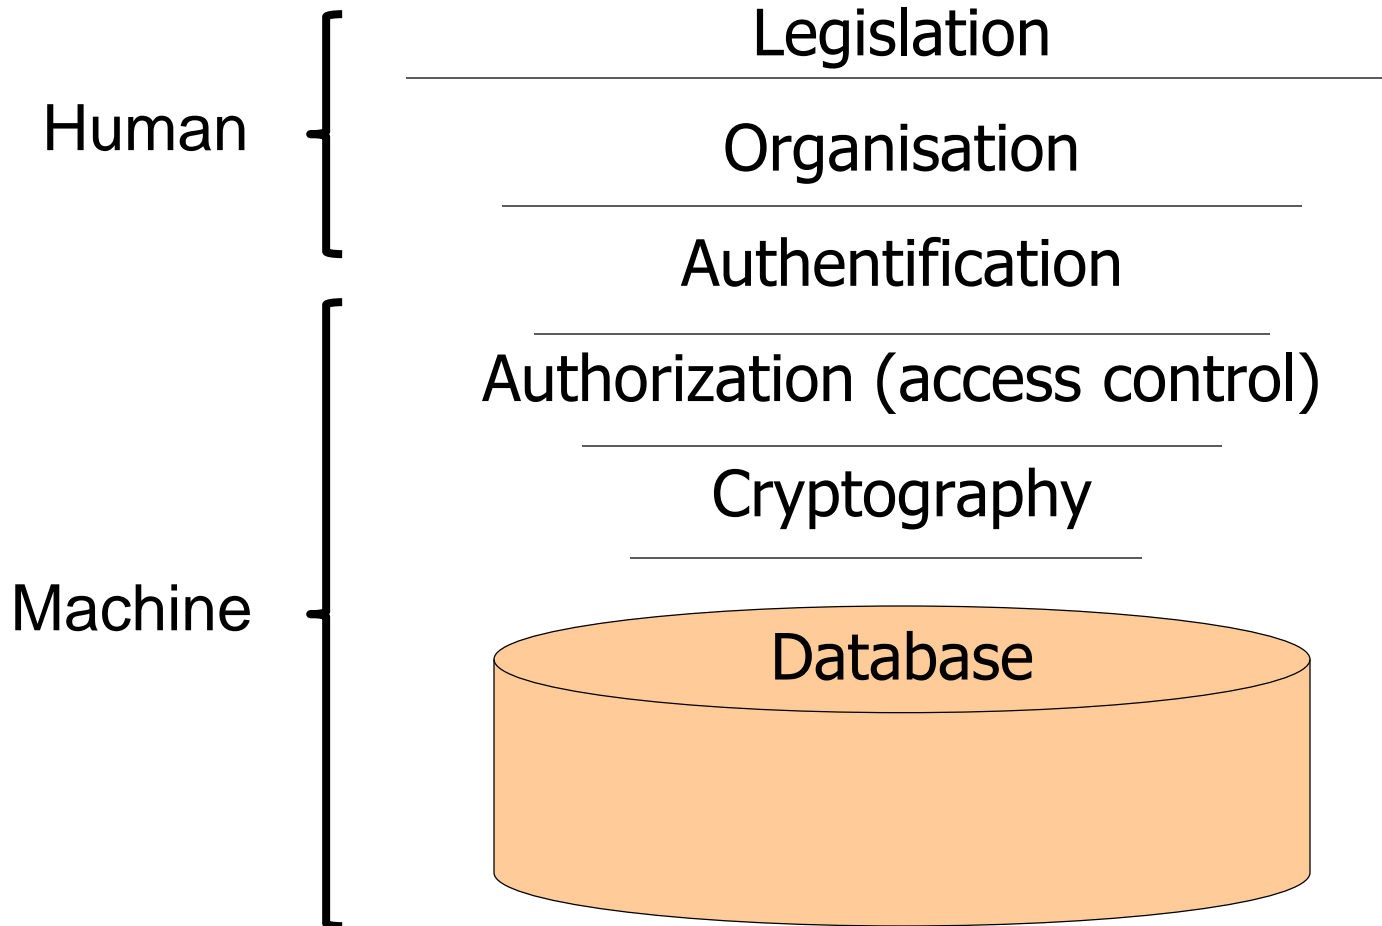 Legislation
Human
Organisation
Authentification
Authorization (access control)
Cryptography
Machine
Database